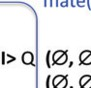 mate(
I> Q (∅, ∅
(∅, ∅